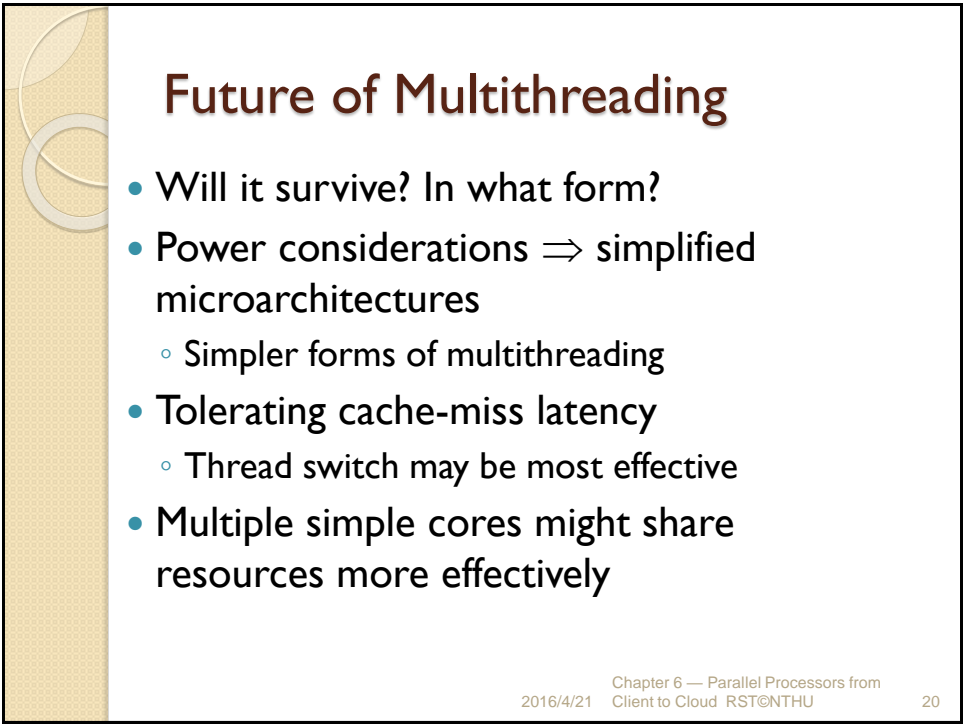 Future of Multithreading
• Will it survive? In what form?
• Power considerations ⇒ simplified
microarchitectures
◦ Simpler forms of multithreading
• Tolerating cache-miss latency
◦ Thread switch may be most effective
• Multiple simple cores might share
resources more effectively
Chapter 6 — Parallel Processors from
2016/4/21 Client to Cloud RST©NTHU 20